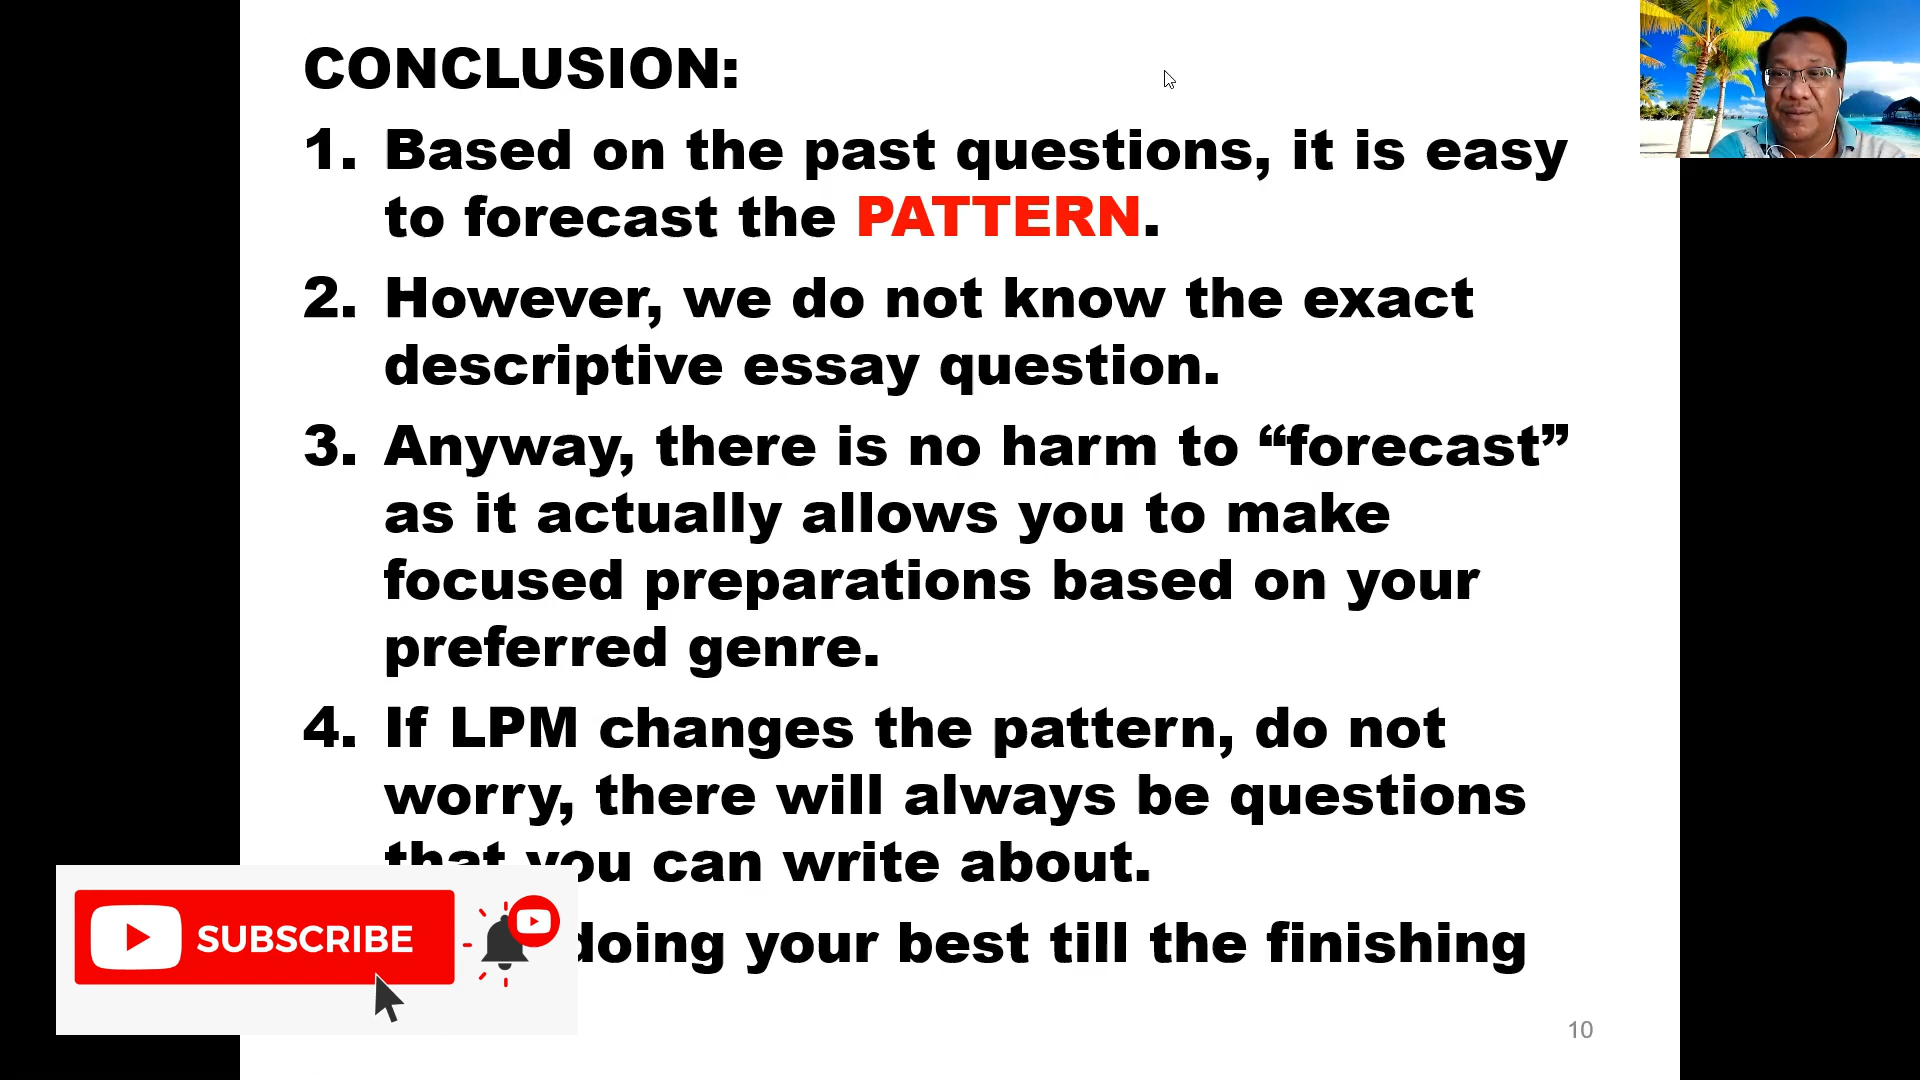 CONCLUSION:
1. Based on the past questions, it is easy
to forecast the PATTERN.
2. However, we do not know the exact
descriptive essay question.
3. Anyway, there is no harm to “forecast”
as it actually allows you to make
focused preparations based on your
preferred genre.
4. If LPM changes the pattern, do not
worry, there will always be questions
that you can write about.
doing your best till the finishing
SUBSCRIBE
10